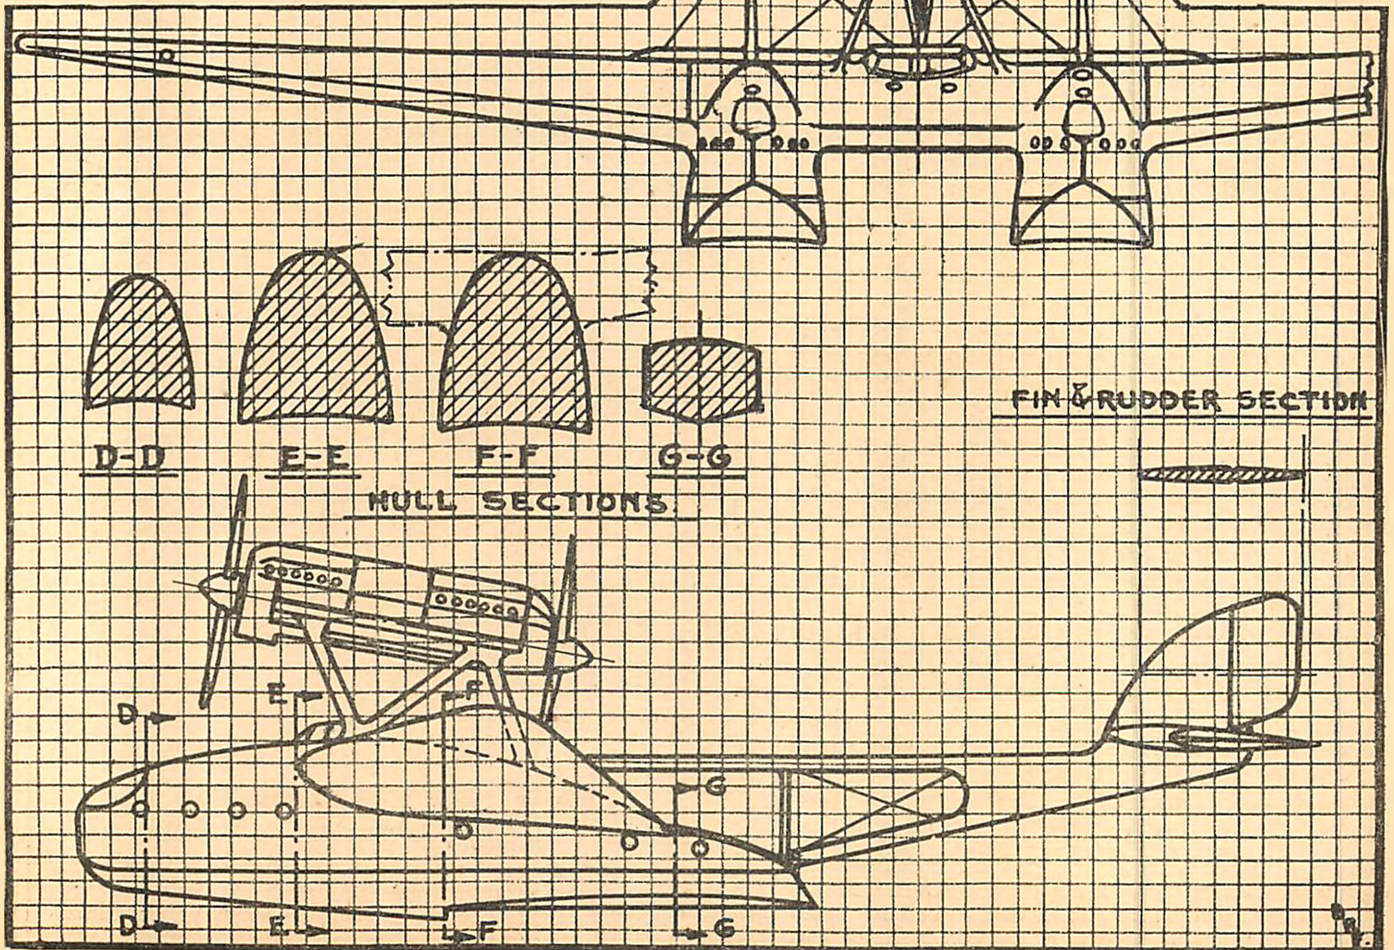 FIN & RUDDER SECTION
D-D E-E F-F G-G
HULL SECTIONS.
E F
D
G
D E F G